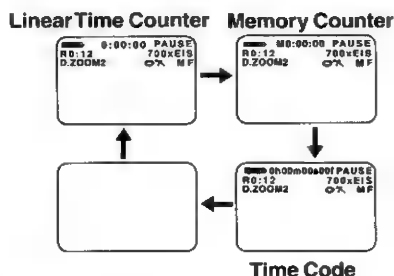 Linear Time Counter
Memory Counter
0:00:00 PAUSE
R0:12 700xEIS
D.ZOOM2 MF
M0:00:00 PAUSE
R0:12 700xEIS
D.ZOOM2 MF
0h00m00s00f PAUSE
R0:12 700xEIS
D.ZOOM2 MF
Time Code